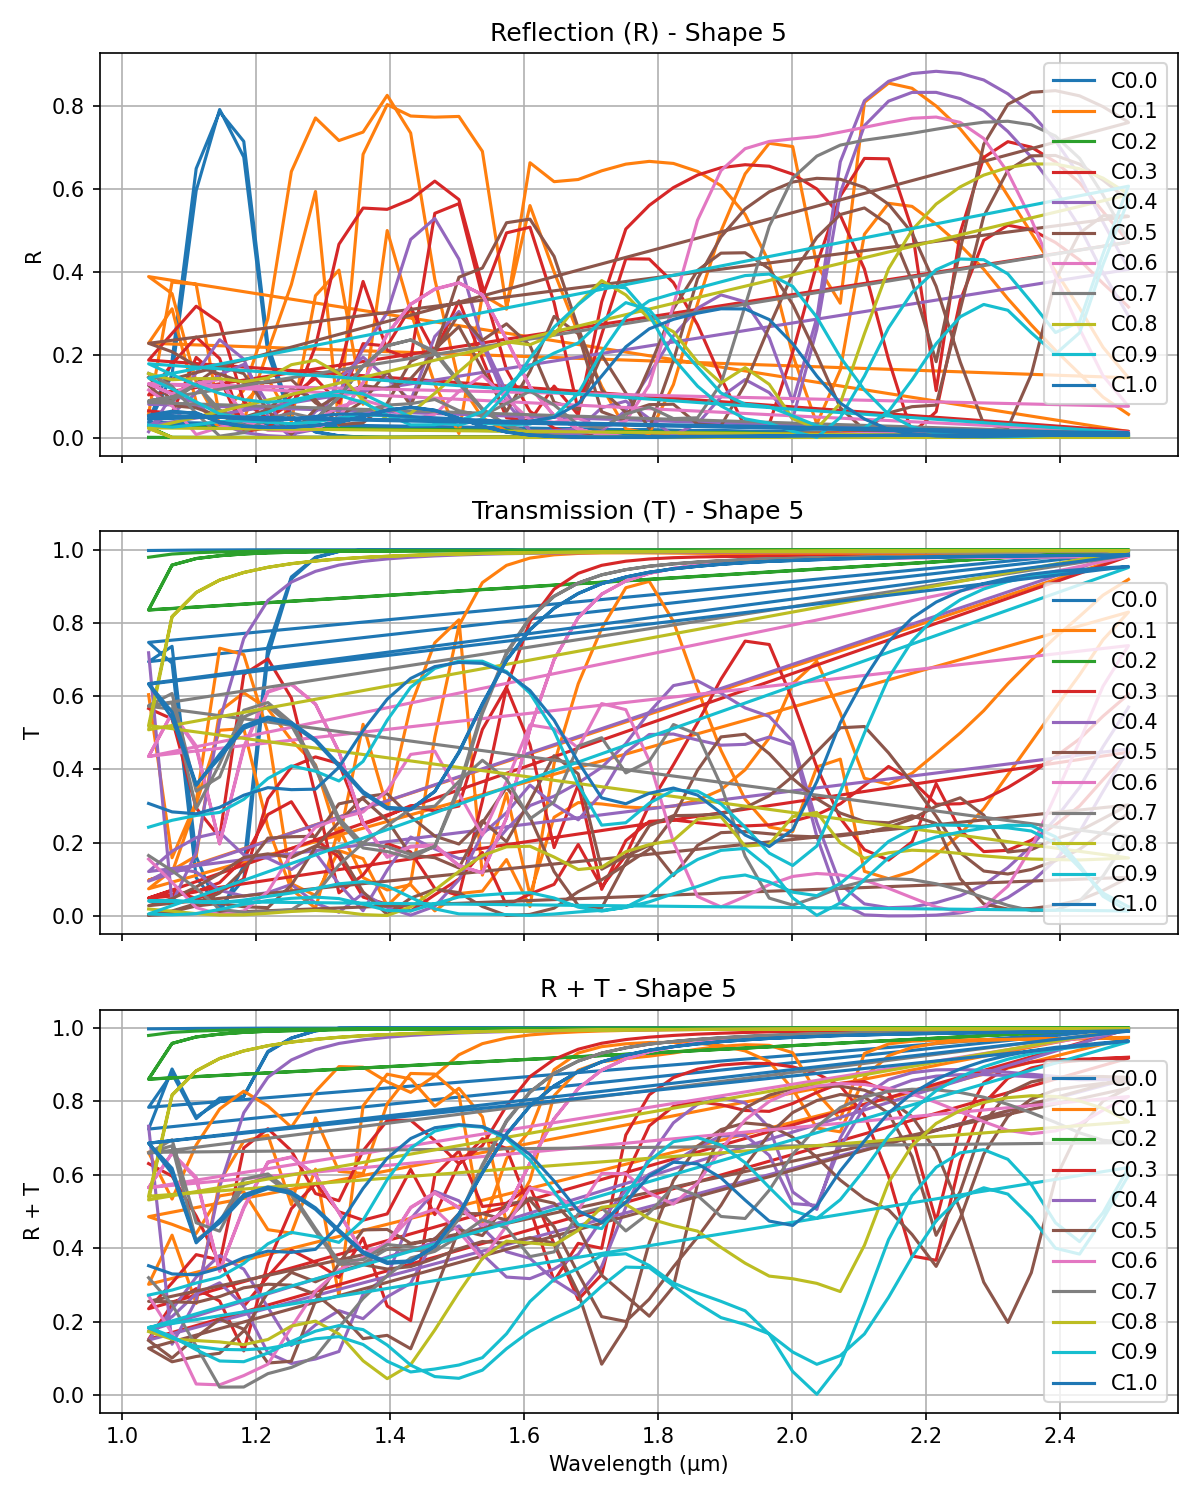 Reflection (R) - Shape 5
R
0.8
0.6
0.4
0.2
0.0
C0.0
C0.1
C0.2
C0.3
C0.4
C0.5
C0.6
C0.7
C0.8
C0.9
C1.0
Transmission (T) - Shape 5
T
1.0
0.8
0.6
0.4
0.2
0.0
C0.0
C0.1
C0.2
C0.3
C0.4
C0.5
C0.6
C0.7
C0.8
C0.9
C1.0
R + T - Shape 5
R + T
1.0
0.8
0.6
0.4
0.2
0.0
C0.0
C0.1
C0.2
C0.3
C0.4
C0.5
C0.6
C0.7
C0.8
C0.9
C1.0
1.0 1.2 1.4 1.6 1.8 2.0 2.2 2.4
Wavelength (μm)